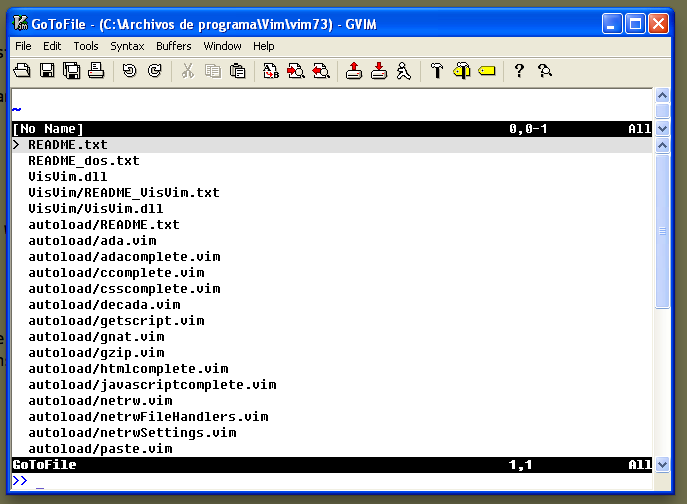 GoToFile - (C:\Archivos de programa\Vim\vim73) - GVIM
File Edit Tools Syntax Buffers Window Help
~
[No Name] 0,0-1 All
> README.txt
README_dos.txt
VisVim.dll
VisVim/README_VisVim.txt
VisVim/VisVim.dll
autoload/README.txt
autoload/ada.vim
autoload/adacomplete.vim
autoload/ccomplete.vim
autoload/csscomplete.vim
autoload/decada.vim
autoload/getscript.vim
autoload/gnat.vim
autoload/gzip.vim
autoload/htmlcomplete.vim
autoload/javascriptcomplete.vim
autoload/netrw.vim
autoload/netrwFileHandlers.vim
autoload/netrwSettings.vim
autoload/paste.vim
GoToFile 1,1 All
>> _